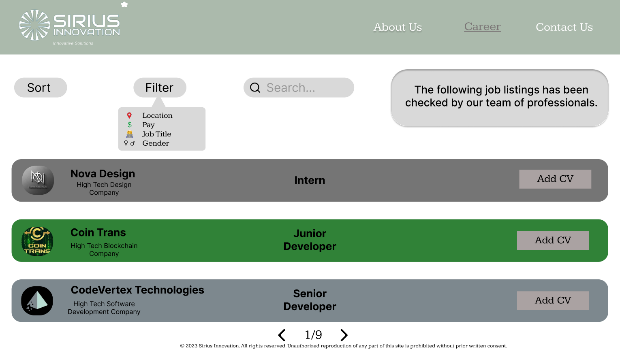 SIRIUS
INNOVATION
Innovative Solutions
About Us
Career
Contact Us
Sort
Filter
Search...
The following job listings has been
checked by our team of professionals.
Location
$ Pay
Job Title
♀♂ Gender
Nova Design
High Tech Design
Company
Intern
Add CV
COIN
TRANS
Coin Trans
High Tech Blockchain
Company
Junior
Developer
Add CV
CodeVertex Technologies
High Tech Software
Development Company
Senior
Developer
Add CV
1/9
© 2023 Sirius Innovation. All rights reserved. Unauthorized reproduction of any part of this site is prohibited without prior written consent.